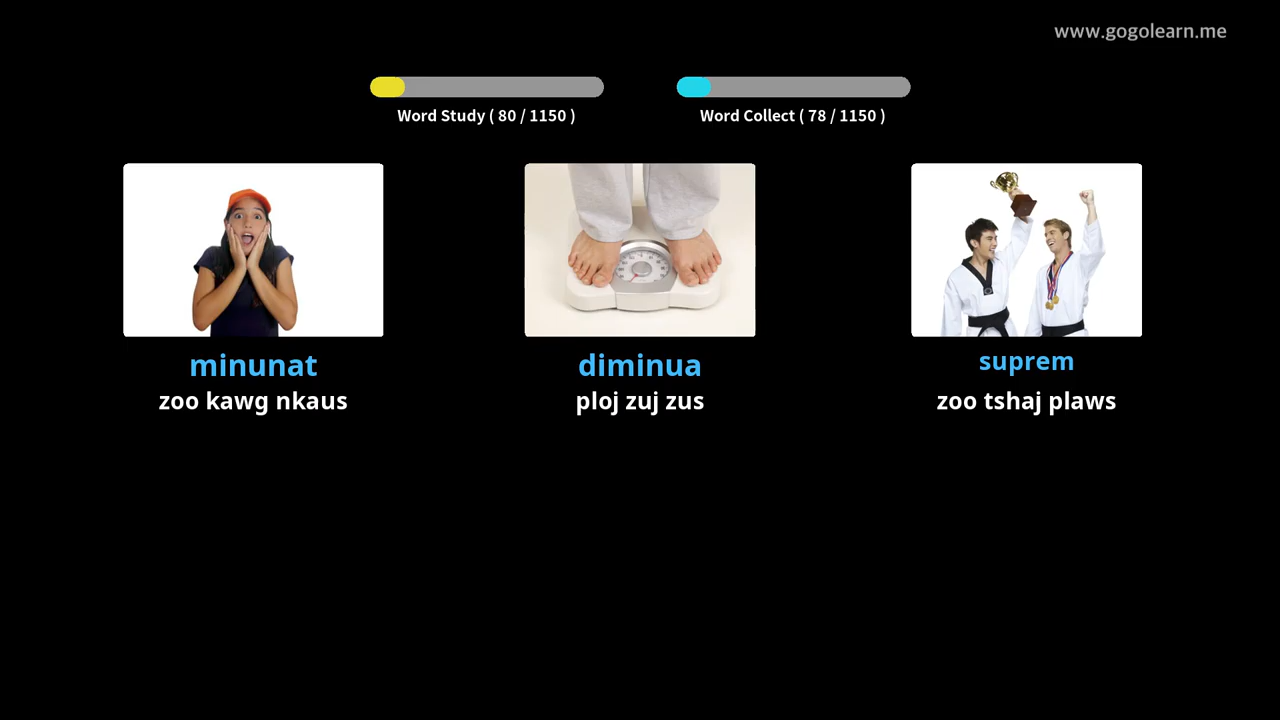 www.gogolearn.me
Word Study ( 80 / 1150 )
Word Collect ( 78 / 1150 )
minunat
zoo kawg nkaus
diminua
ploj zuj zus
suprem
zoo tshaj plaws